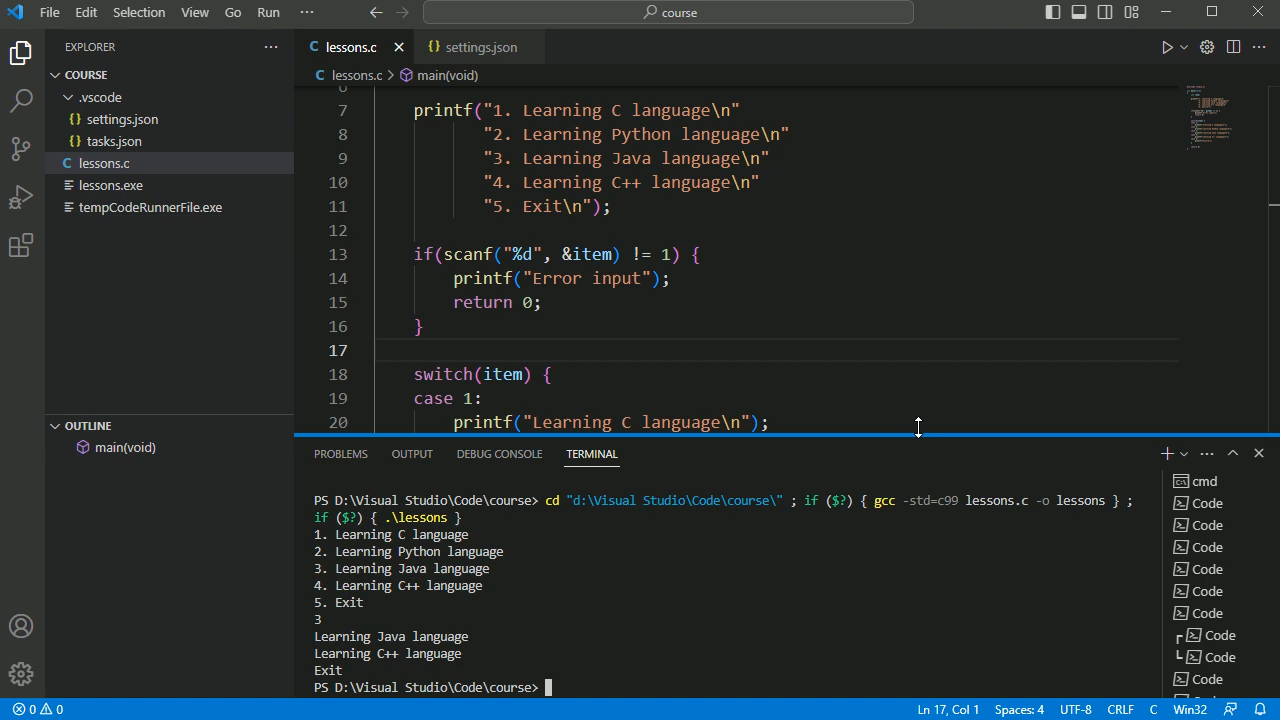 File Edit Selection View Go Run ··· course
EXPLORER ···
COURSE
.vscode
{} settings.json
{} tasks.json
C lessons.c
lessons.exe
tempCodeRunnerFile.exe
OUTLINE
main(void)
C lessons.c {} settings.json
C lessons.c > main(void)
6
7 printf("1. Learning C language\n"
8 "2. Learning Python language\n"
9 "3. Learning Java language\n"
10 "4. Learning C++ language\n"
11 "5. Exit\n");
12
13 if(scanf("%d", &item) != 1) {
14 printf("Error input");
15 return 0;
16 }
17
18 switch(item) {
19 case 1:
20 printf("Learning C language\n");
PROBLEMS OUTPUT DEBUG CONSOLE TERMINAL
PS D:\Visual Studio\Code\course> cd "d:\Visual Studio\Code\course\" ; if ($?) { gcc -std=c99 lessons.c -o lessons } ;
if ($?) { .\lessons }
1. Learning C language
2. Learning Python language
3. Learning Java language
4. Learning C++ language
5. Exit
3
Learning Java language
Learning C++ language
Exit
PS D:\Visual Studio\Code\course>
cmd
Code
Code
Code
Code
Code
Code
Code
Code
Code
0 0 Ln 17, Col 1 Spaces: 4 UTF-8 CRLF C Win32